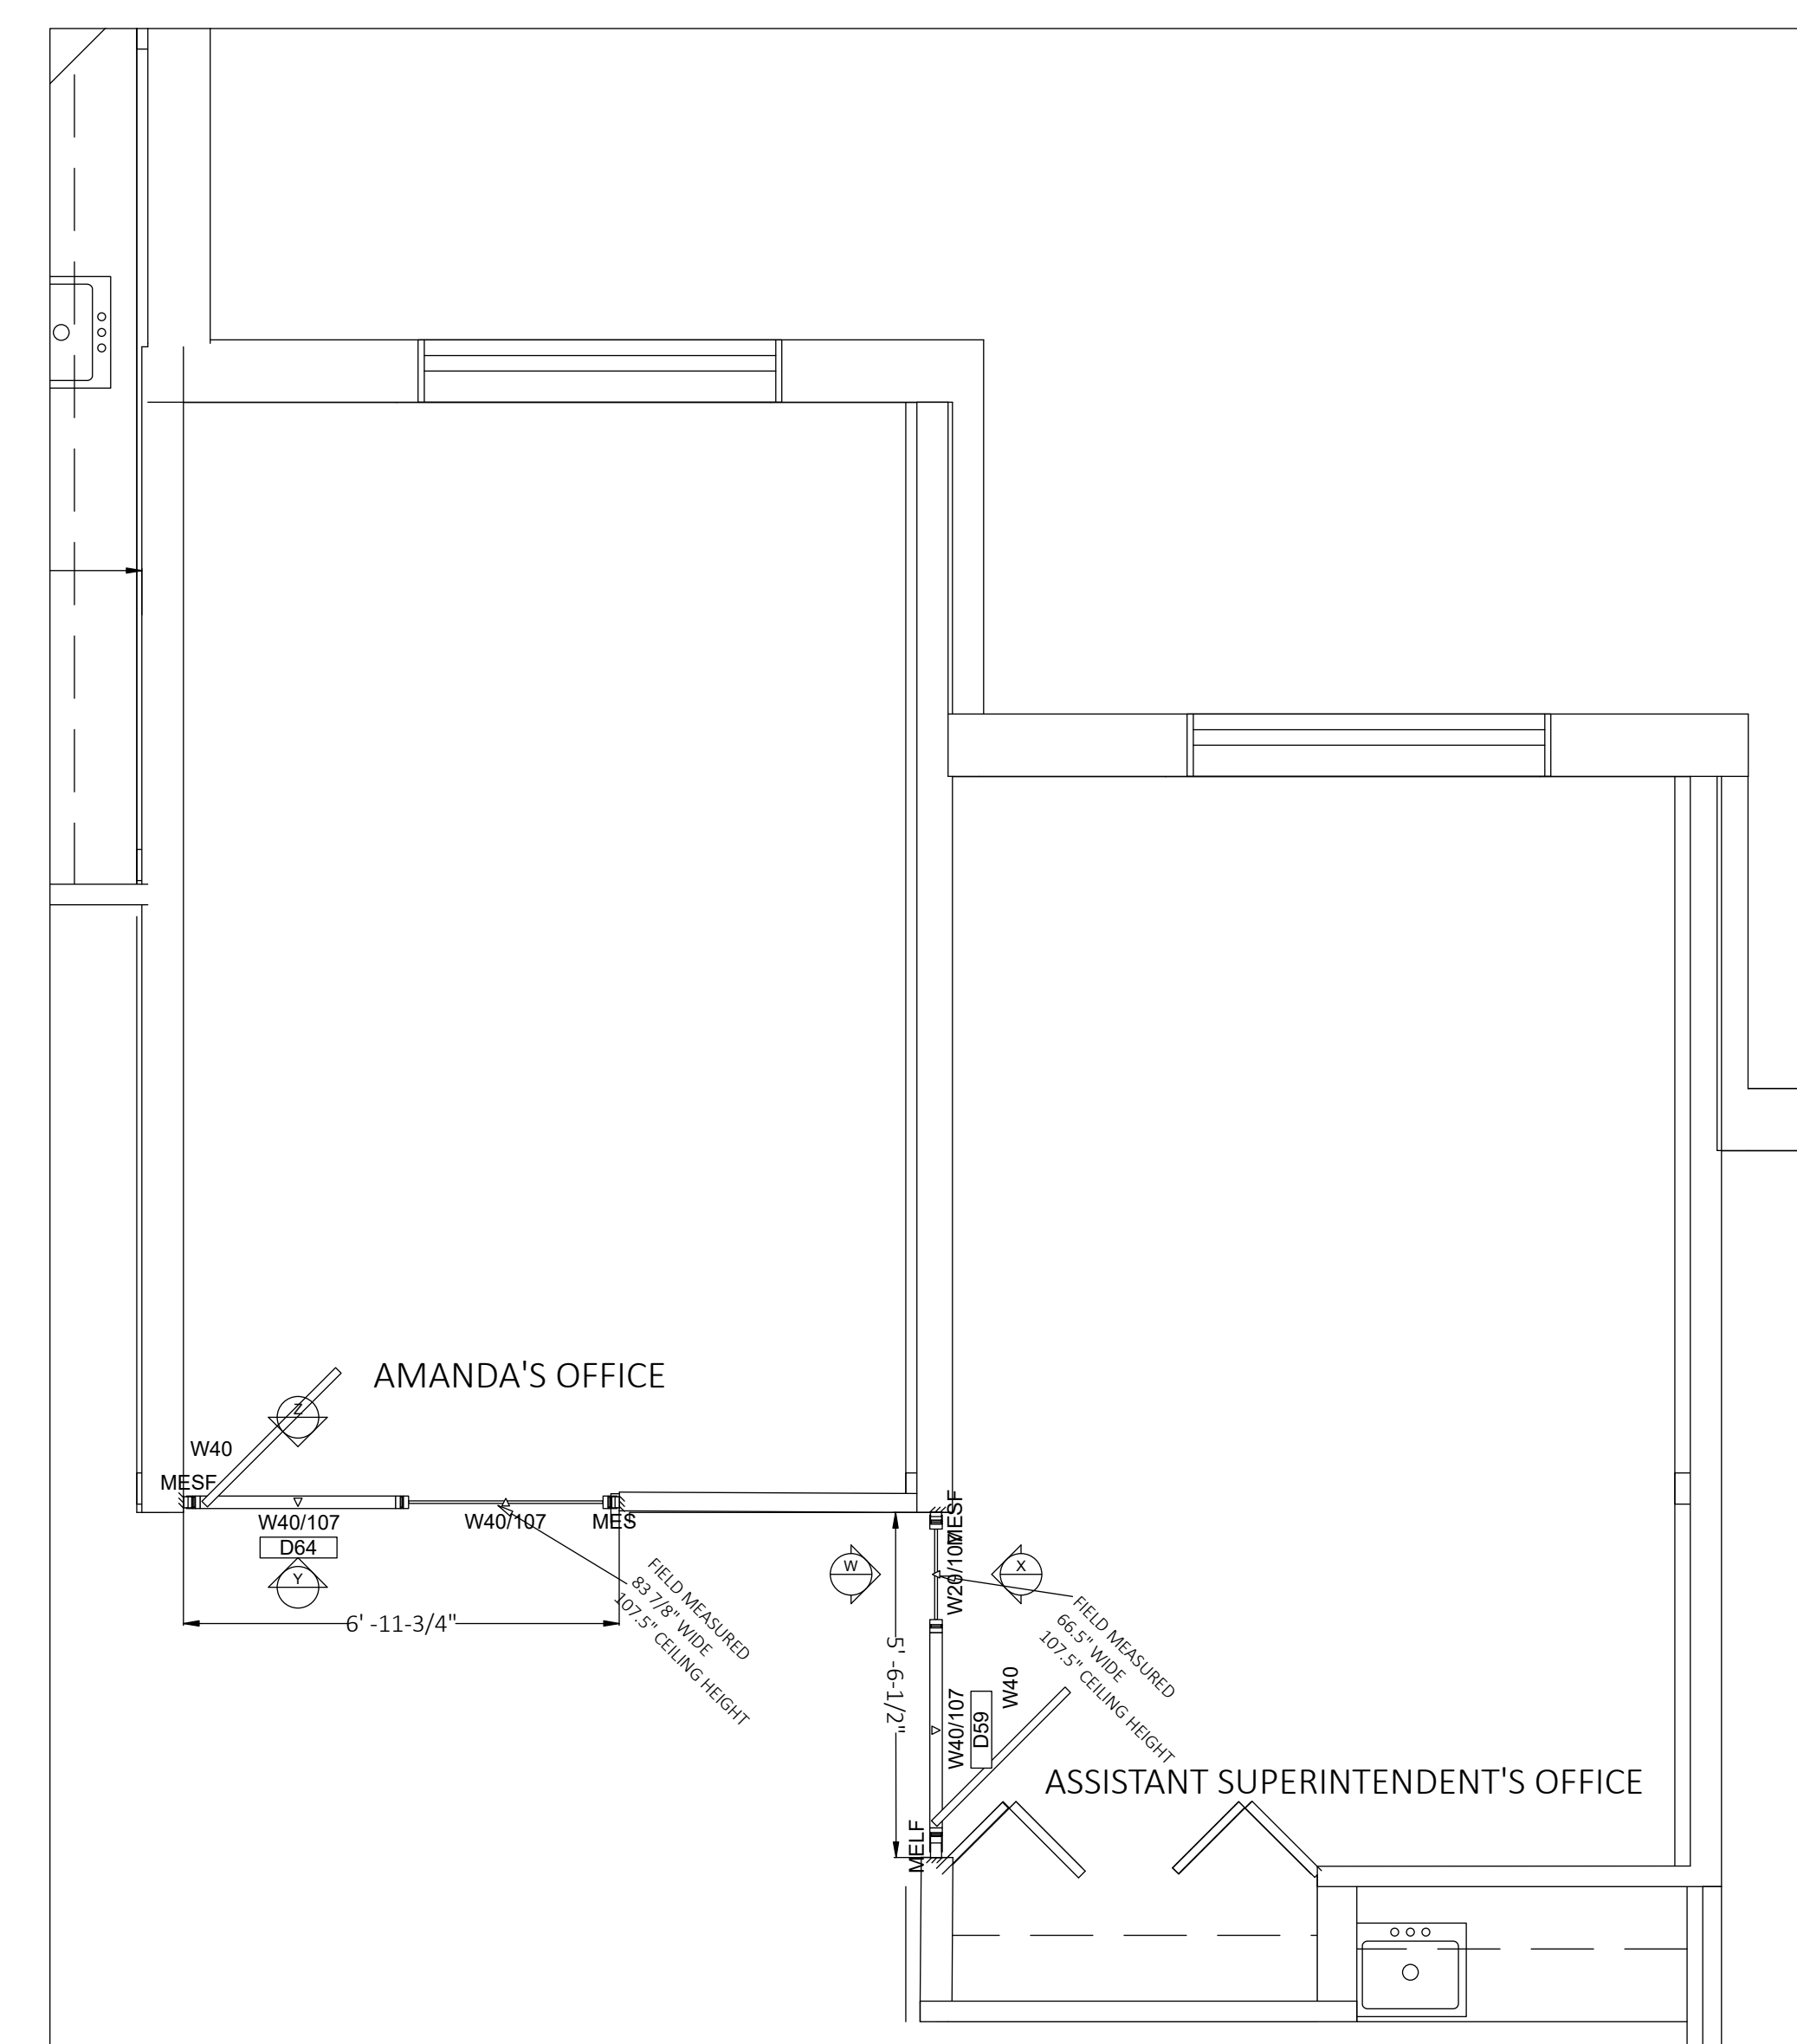 AMANDA'S OFFICE
Z
W40
MESF
W40/107
W40/107
MES
D64
Y
6' -11-3/4"
FIELD MEASURED
83 7/8" WIDE
107.5" CEILING HEIGHT
MESF
W20/107
W
X
5' -6-1/2"
FIELD MEASURED
66.5" WIDE
107.5" CEILING HEIGHT
W40
W40/107
D59
MELF
ASSISTANT SUPERINTENDENT'S OFFICE